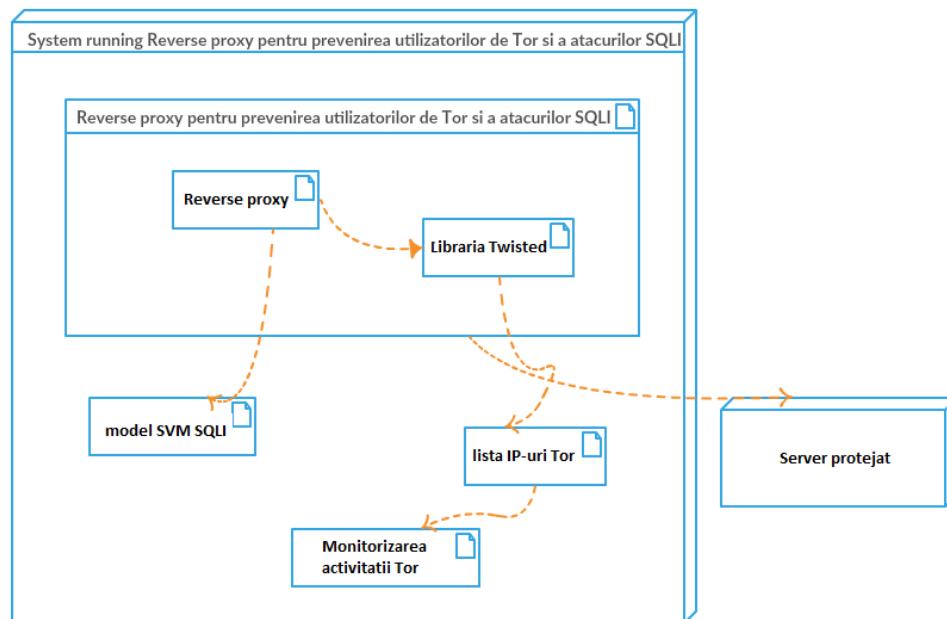 System running Reverse proxy pentru prevenirea utilizatorilor de Tor si a atacurilor SQLI
Reverse proxy pentru prevenirea utilizatorilor de Tor si a atacurilor SQLI
Reverse proxy
Libraria Twisted
model SVM SQLI
lista IP-uri Tor
Server protejat
Monitorizarea
activitatii Tor